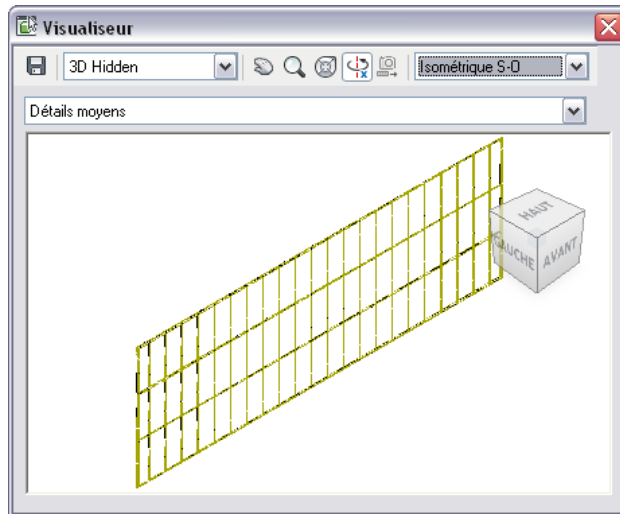 Visualiseur
3D Hidden
Isométrique S-O
Détails moyens
HAUT
GAUCHE
AVANT